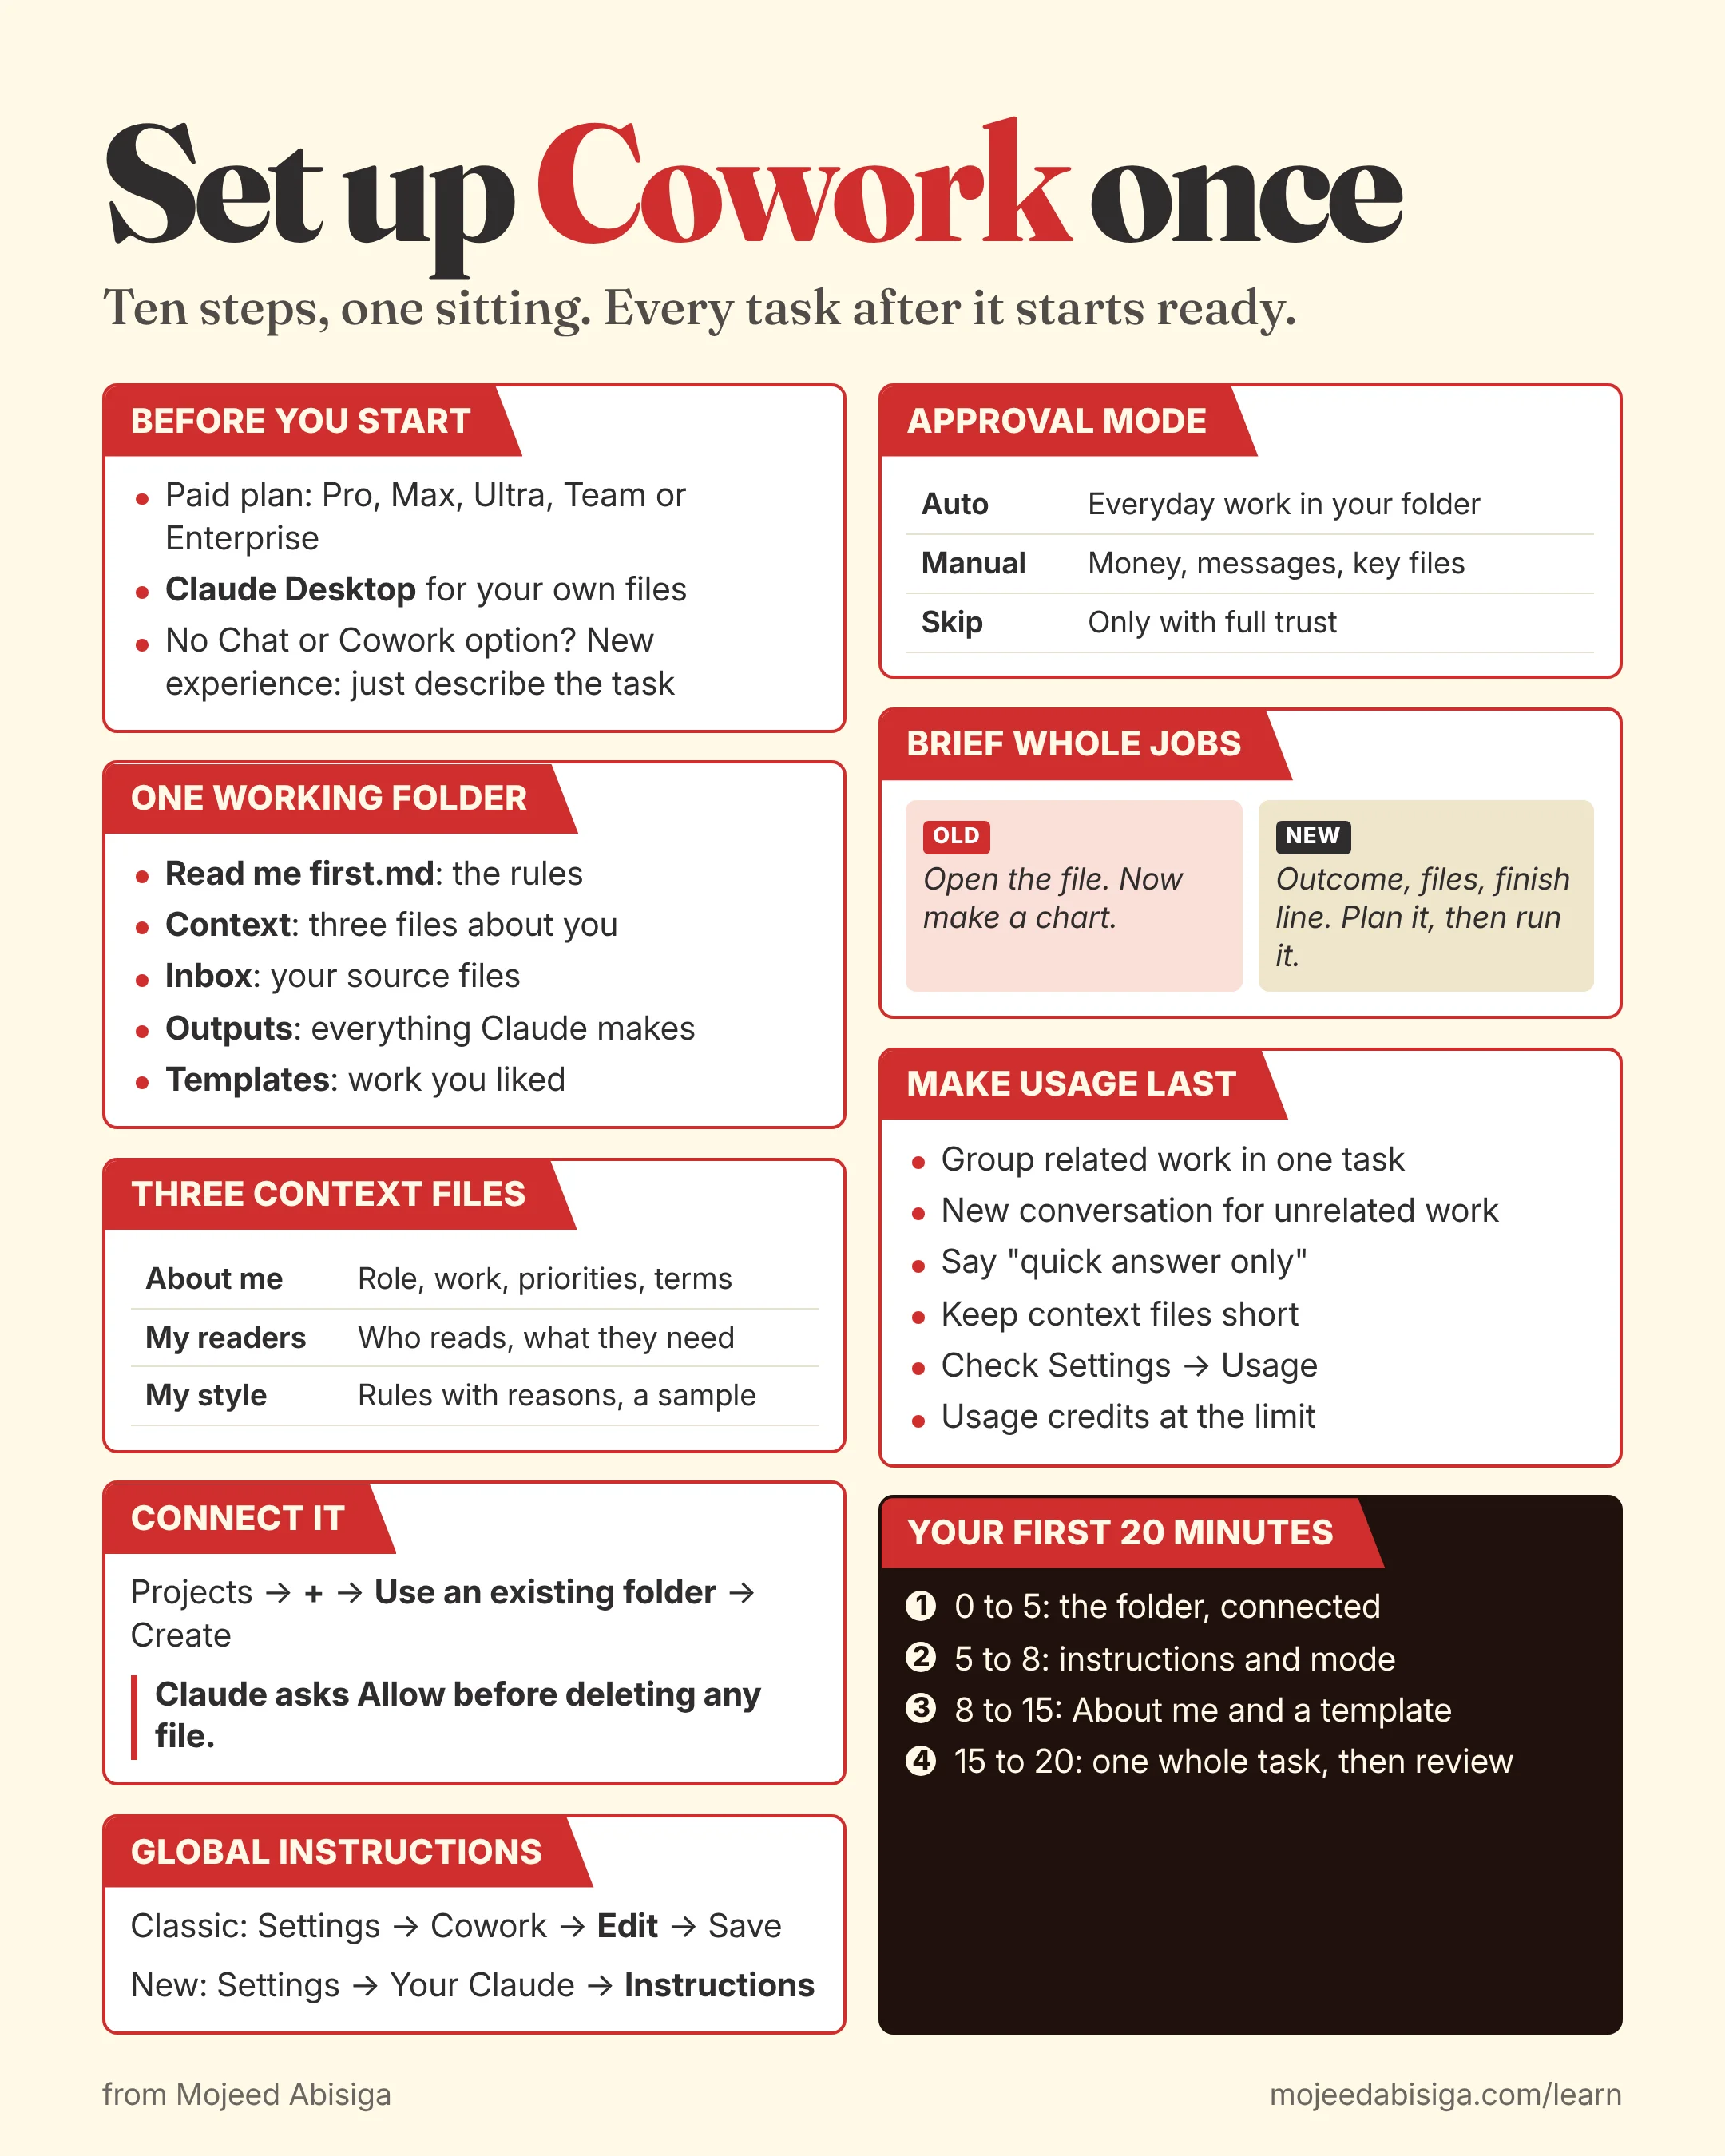 Set up Cowork once
Ten steps, one sitting. Every task after it starts ready.
BEFORE YOU START
• Paid plan: Pro, Max, Ultra, Team or
Enterprise
• Claude Desktop for your own files
• No Chat or Cowork option? New
experience: just describe the task
ONE WORKING FOLDER
• Read me first.md: the rules
• Context: three files about you
• Inbox: your source files
• Outputs: everything Claude makes
• Templates: work you liked
THREE CONTEXT FILES
About me Role, work, priorities, terms
My readers Who reads, what they need
My style Rules with reasons, a sample
CONNECT IT
Projects → + → Use an existing folder →
Create
Claude asks Allow before deleting any
file.
GLOBAL INSTRUCTIONS
Classic: Settings → Cowork → Edit → Save
New: Settings → Your Claude → Instructions
APPROVAL MODE
Auto Everyday work in your folder
Manual Money, messages, key files
Skip Only with full trust
BRIEF WHOLE JOBS
OLD
Open the file. Now
make a chart.
NEW
Outcome, files, finish
line. Plan it, then run
it.
MAKE USAGE LAST
• Group related work in one task
• New conversation for unrelated work
• Say "quick answer only"
• Keep context files short
• Check Settings → Usage
• Usage credits at the limit
YOUR FIRST 20 MINUTES
1 0 to 5: the folder, connected
2 5 to 8: instructions and mode
3 8 to 15: About me and a template
4 15 to 20: one whole task, then review
from Mojeed Abisiga
mojeedabisiga.com/learn